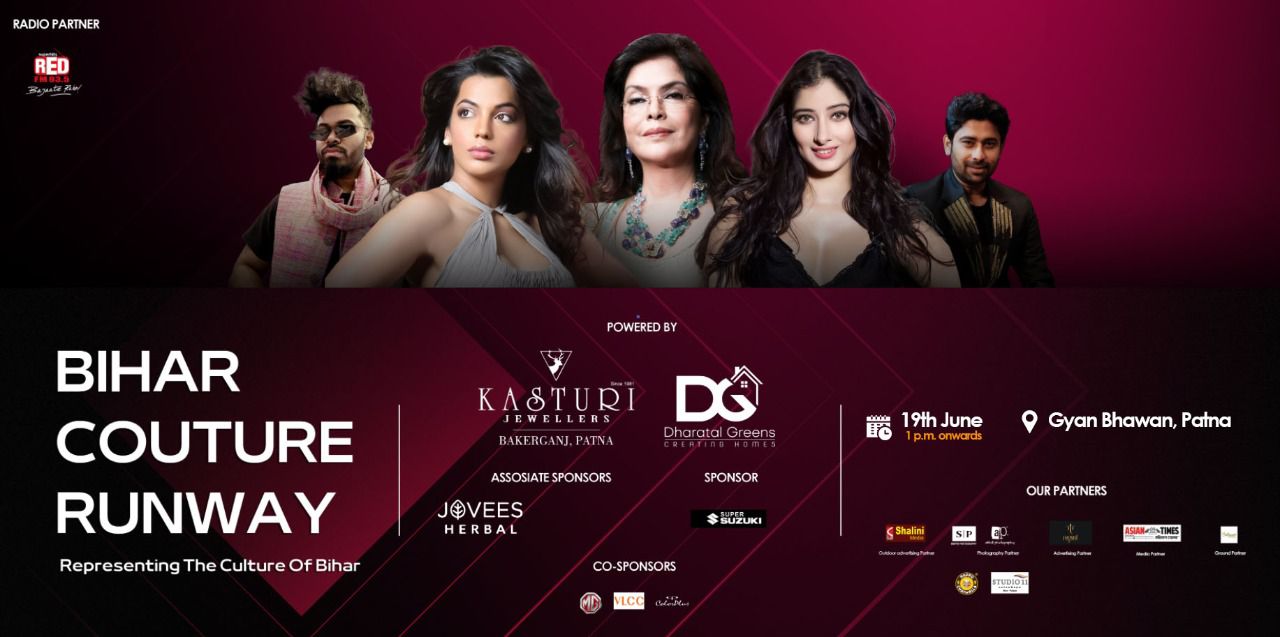 RADIO PARTNER
RED
FM 93.5
Bajaate Raho!
BIHAR
COUTURE
RUNWAY
Representing The Culture Of Bihar
POWERED BY
Since 1981
KASTURI
JEWELLERS
BAKERGANJ, PATNA
DG
Dharatal Greens
CREATING HOMES
ASSOSIATE SPONSORS
JOVEES
HERBAL
SPONSOR
SUPER
SUZUKI
CO-SPONSORS
MG
VLCC
ColorPlus
19th June
1 p.m. onwards
Gyan Bhawan, Patna
OUR PARTNERS
Shalini
Media
Outdoor advertising Partner
S|P
ap
Photography Partner
Advertising Partner
ASIAN TIMES
Media Partner
Ground Partner
STUDIO 11